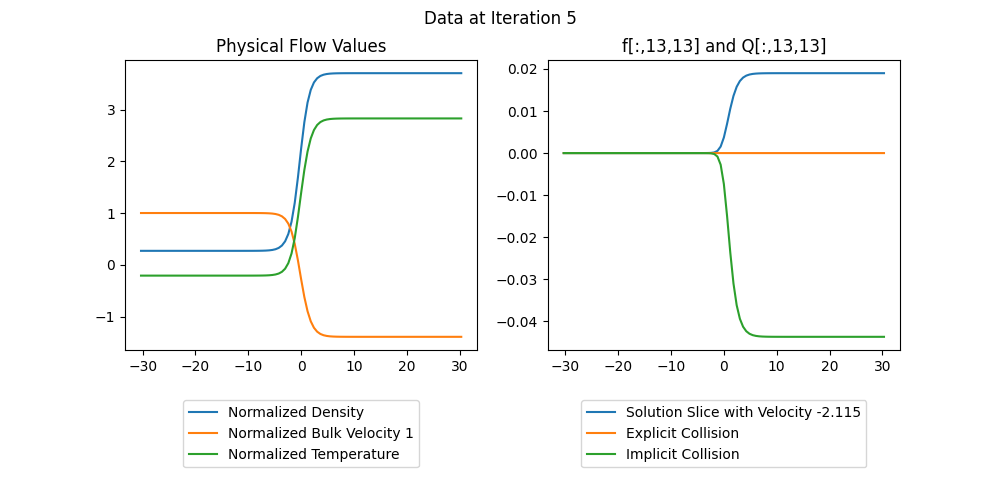 Data at Iteration 5
Physical Flow Values
3
2
1
0
−1
−30
−20
−10
0
10
20
30
Normalized Density
Normalized Bulk Velocity 1
Normalized Temperature
f[:,13,13] and Q[:,13,13]
0.02
0.01
0.00
−0.01
−0.02
−0.03
−0.04
−30
−20
−10
0
10
20
30
Solution Slice with Velocity -2.115
Explicit Collision
Implicit Collision